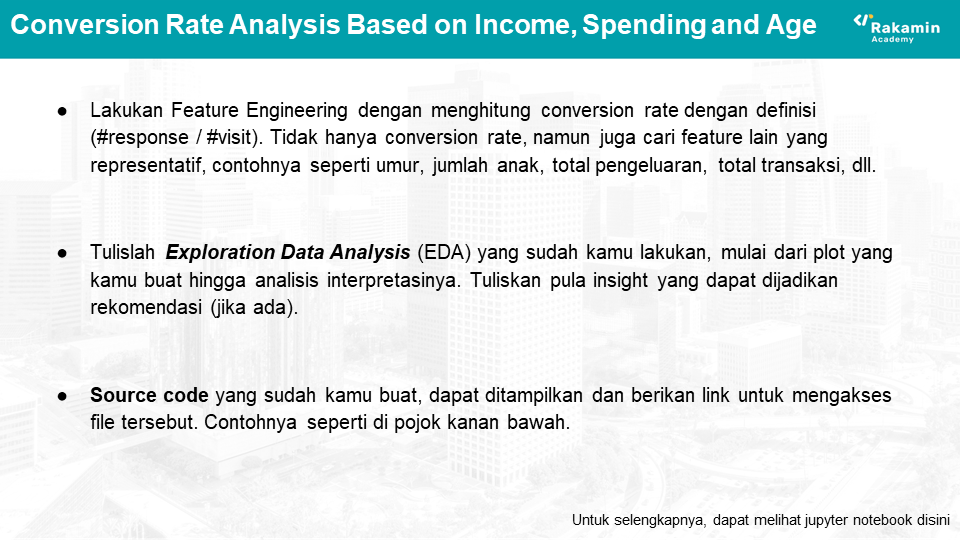 Conversion Rate Analysis Based on Income, Spending and Age
Rakamin
Academy
● Lakukan Feature Engineering dengan menghitung conversion rate dengan definisi
(#response / #visit). Tidak hanya conversion rate, namun juga cari feature lain yang
representatif, contohnya seperti umur, jumlah anak, total pengeluaran, total transaksi, dll.
● Tulislah Exploration Data Analysis (EDA) yang sudah kamu lakukan, mulai dari plot yang
kamu buat hingga analisis interpretasinya. Tuliskan pula insight yang dapat dijadikan
rekomendasi (jika ada).
● Source code yang sudah kamu buat, dapat ditampilkan dan berikan link untuk mengakses
file tersebut. Contohnya seperti di pojok kanan bawah.
Untuk selengkapnya, dapat melihat jupyter notebook disini